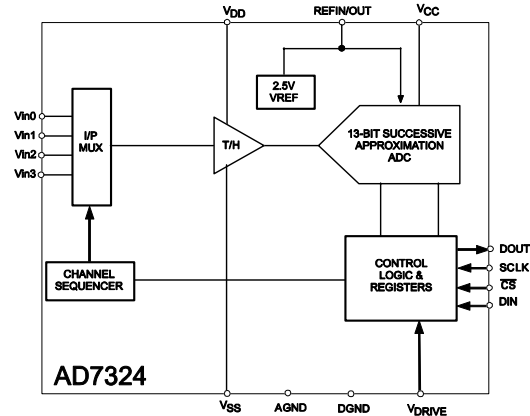 VDD
REFIN/OUT
VCC
2.5V
VREF
Vin0
Vin1
Vin2
Vin3
I/P
MUX
T/H
13-BIT SUCCESSIVE
APPROXIMATION
ADC
CHANNEL
SEQUENCER
CONTROL
LOGIC &
REGISTERS
DOUT
SCLK
CS
DIN
AD7324
VSS
AGND
DGND
VDRIVE